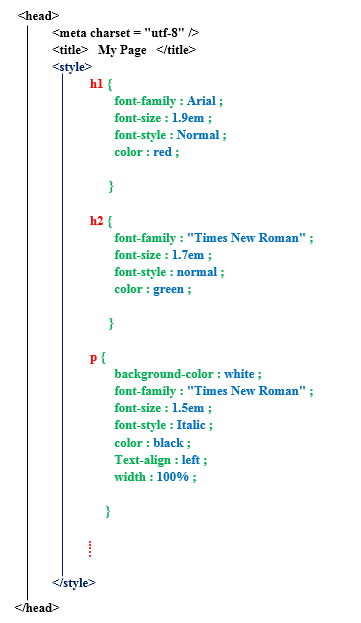 <head>
<meta charset = "utf-8" />
<title>   My Page   </title>
<style>
h1 {
font-family : Arial ;
font-size : 1.9em ;
font-style : Normal ;
color : red ;
}
h2 {
font-family : "Times New Roman" ;
font-size : 1.7em ;
font-style : normal ;
color : green ;
}
p {
background-color : white ;
font-family : "Times New Roman" ;
font-size : 1.5em ;
font-style : Italic ;
color : black ;
Text-align : left ;
width : 100% ;
}
</style>
</head>